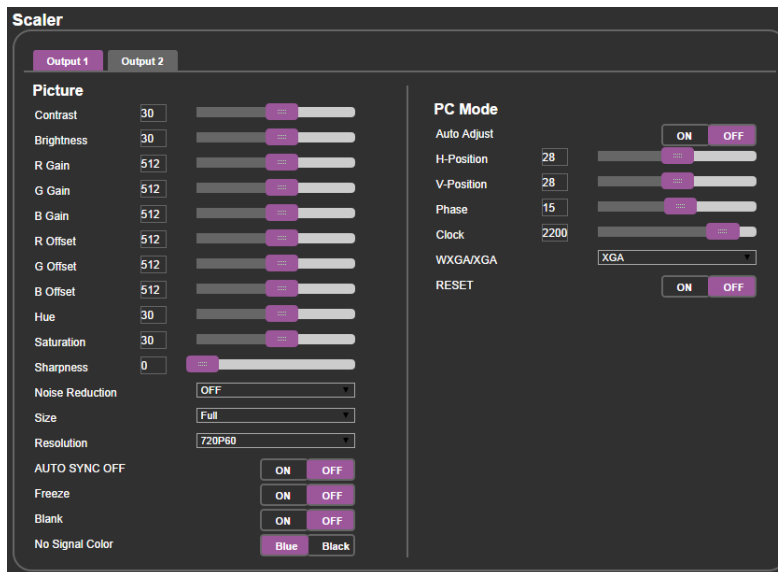 Scaler
Output 1 Output 2
Picture
Contrast 30
Brightness 30
R Gain 512
G Gain 512
B Gain 512
R Offset 512
G Offset 512
B Offset 512
Hue 30
Saturation 30
Sharpness 0
Noise Reduction OFF
Size Full
Resolution 720P60
AUTO SYNC OFF ON OFF
Freeze ON OFF
Blank ON OFF
No Signal Color Blue Black
PC Mode
Auto Adjust ON OFF
H-Position 28
V-Position 28
Phase 15
Clock 2200
WXGA/XGA XGA
RESET ON OFF